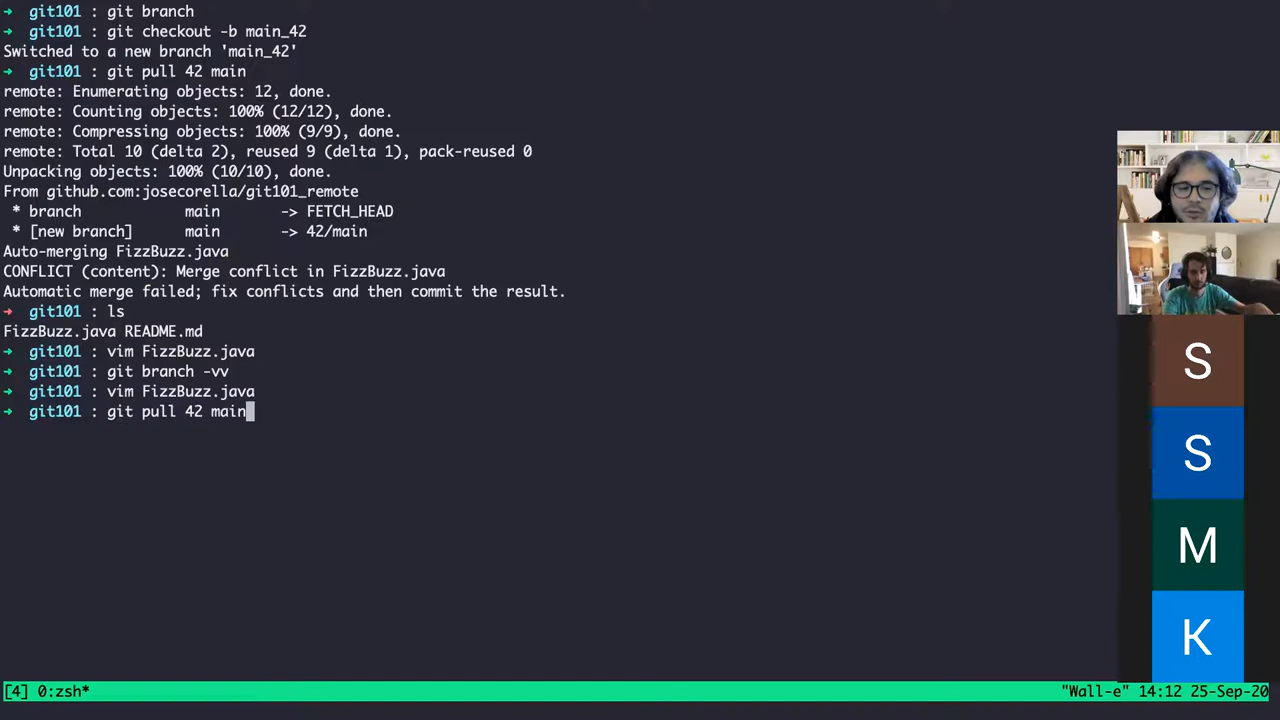 ➜  git101 : git branch
➜  git101 : git checkout -b main_42
Switched to a new branch 'main_42'
➜  git101 : git pull 42 main
remote: Enumerating objects: 12, done.
remote: Counting objects: 100% (12/12), done.
remote: Compressing objects: 100% (9/9), done.
remote: Total 10 (delta 2), reused 9 (delta 1), pack-reused 0
Unpacking objects: 100% (10/10), done.
From github.com:josecorella/git101_remote
 * branch            main       -> FETCH_HEAD
 * [new branch]      main       -> 42/main
Auto-merging FizzBuzz.java
CONFLICT (content): Merge conflict in FizzBuzz.java
Automatic merge failed; fix conflicts and then commit the result.
➜  git101 : ls
FizzBuzz.java README.md
➜  git101 : vim FizzBuzz.java
➜  git101 : git branch -vv
➜  git101 : vim FizzBuzz.java
➜  git101 : git pull 42 main
S
S
M
K
[4] 0:zsh* "Wall-e" 14:12 25-Sep-20